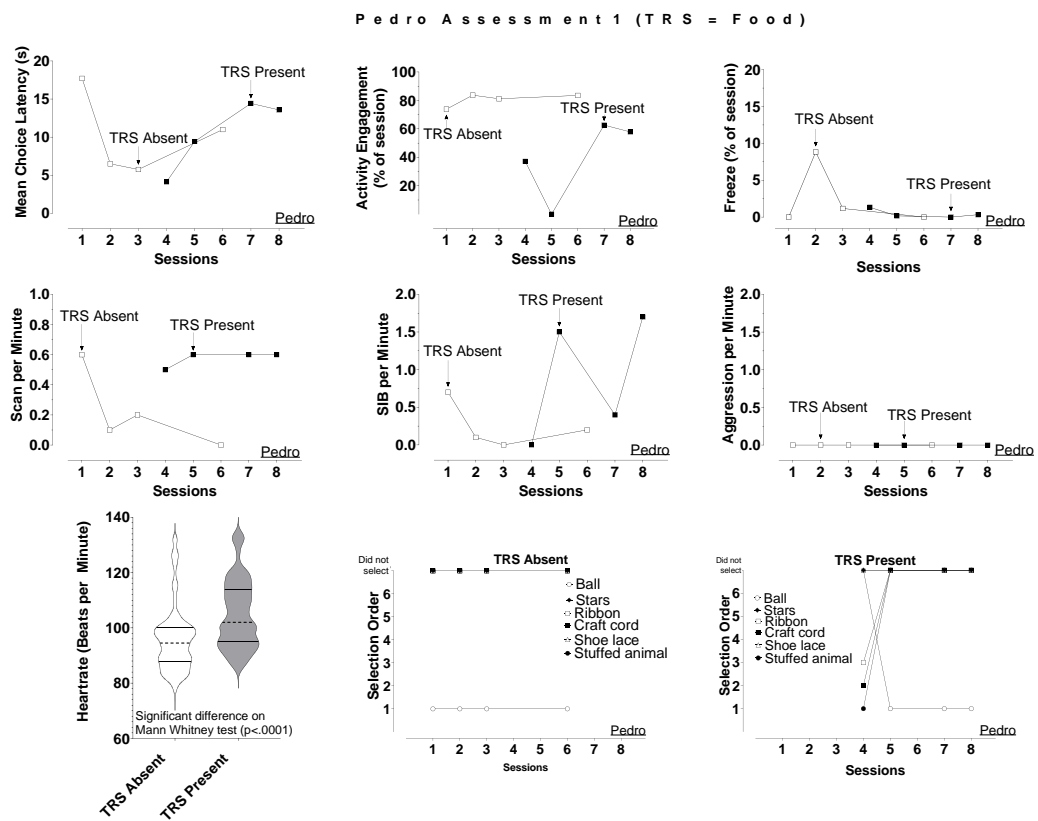 Pedro Assessment 1 (TRS = Food)
Mean Choice Latency (s)
20
15
10
5
0
TRS Present
TRS Absent
Pedro
1 2 3 4 5 6 7 8
Sessions
Activity Engagement
(% of session)
100
80
60
40
20
TRS Present
TRS Absent
Pedro
1 2 3 4 5 6 7 8
Sessions
Freeze (% of session)
20
15
10
5
0
TRS Absent
TRS Present
Pedro
1 2 3 4 5 6 7 8
Sessions
Scan per Minute
1.0
0.8
0.6
0.4
0.2
0.0
TRS Absent
TRS Present
Pedro
1 2 3 4 5 6 7 8
Sessions
SIB per Minute
2.0
1.5
1.0
0.5
0.0
TRS Present
TRS Absent
Pedro
1 2 3 4 5 6 7 8
Sessions
Aggression per Minute
2.0
1.5
1.0
0.5
0.0
TRS Absent
TRS Present
Pedro
1 2 3 4 5 6 7 8
Sessions
Heartrate (Beats per Minute)
140
120
100
80
60
Significant difference on
Mann Whitney test (p<.0001)
TRS Absent
TRS Present
TRS Absent
Selection Order
Did not
select
6
5
4
3
2
1
Ball
Stars
Ribbon
Craft cord
Shoe lace
Stuffed animal
Pedro
1 2 3 4 5 6 7 8
Sessions
TRS Present
Selection Order
Did not
select
6
5
4
3
2
1
Ball
Stars
Ribbon
Craft cord
Shoe lace
Stuffed animal
Pedro
1 2 3 4 5 6 7 8
Sessions